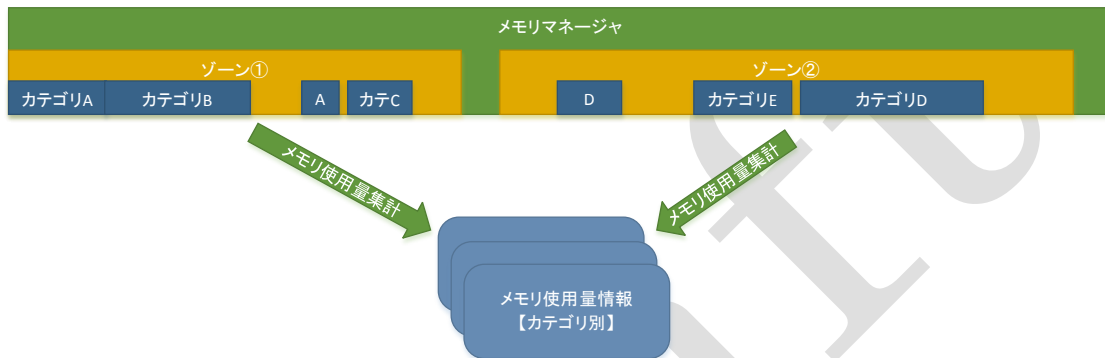 メモリマネージャ
ゾーン①
ゾーン②
カテゴリA
カテゴリB
A
カテC
D
カテゴリE
カテゴリD
メモリ使用量集計
メモリ使用量集計
メモリ使用量情報
【カテゴリ別】